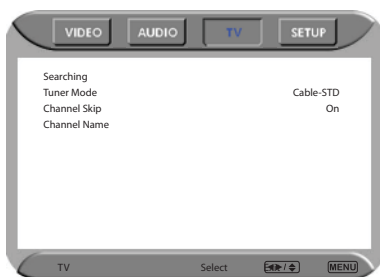 VIDEO AUDIO TV SETUP
Searching
Tuner Mode Cable-STD
Channel Skip On
Channel Name
TV Select / MENU